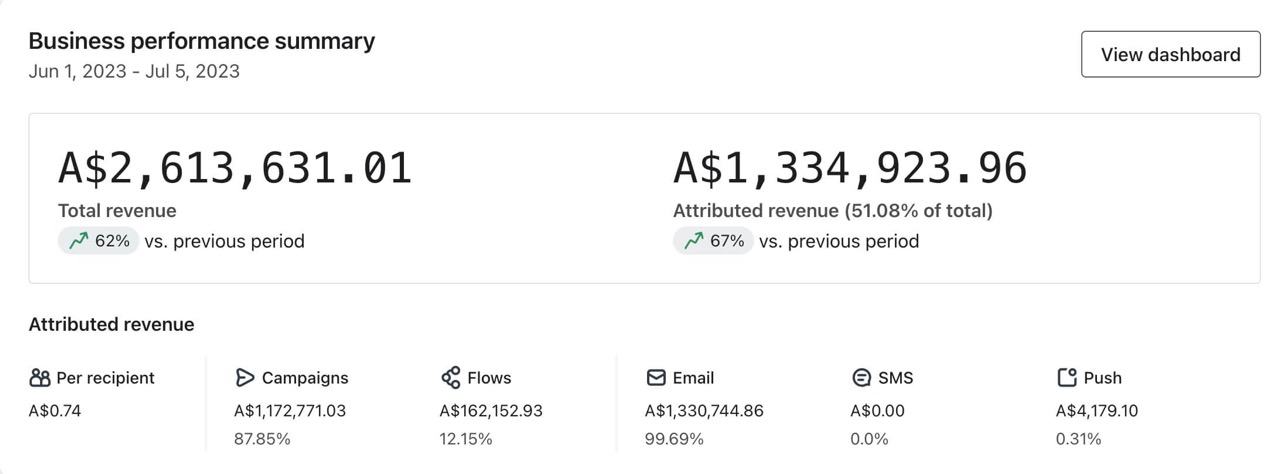 Business performance summary
Jun 1, 2023 - Jul 5, 2023
View dashboard
A$2,613,631.01
Total revenue
62% vs. previous period
A$1,334,923.96
Attributed revenue (51.08% of total)
67% vs. previous period
Attributed revenue
Per recipient
A$0.74
Campaigns
A$1,172,771.03
87.85%
Flows
A$162,152.93
12.15%
Email
A$1,330,744.86
99.69%
SMS
A$0.00
0.0%
Push
A$4,179.10
0.31%